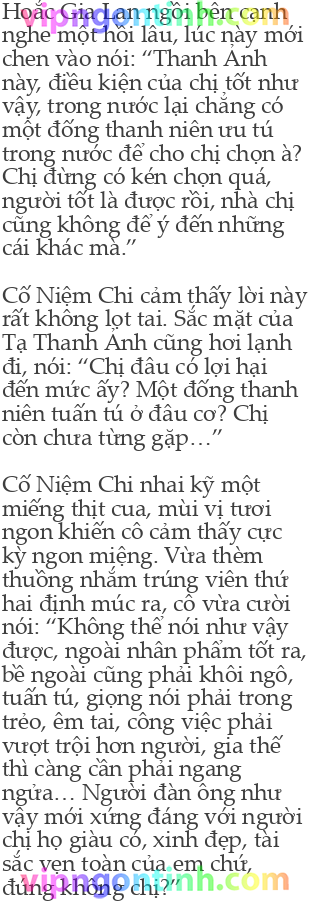 vipngontinh.com
Hoắc Gia Lan ngồi bên cạnh
nghe một hồi lâu, lúc này mới
chen vào nói: “Thanh Ảnh
này, điều kiện của chị tốt như
vậy, trong nước lại chẳng có
một đống thanh niên ưu tú
trong nước để cho chị chọn à?
Chị đừng có kén chọn quá,
người tốt là được rồi, nhà chị
cũng không để ý đến những
cái khác mà.”
Cố Niệm Chi cảm thấy lời này
rất không lọt tai. Sắc mặt của
Tạ Thanh Ảnh cũng hơi lạnh
đi, nói: “Chị đâu có lợi hại
đến mức ấy? Một đống thanh
niên tuấn tú ở đâu cơ? Chị
còn chưa từng gặp…”
Cố Niệm Chi nhai kỹ một
miếng thịt cua, mùi vị tươi
ngon khiến cô cảm thấy cực
kỳ ngon miệng. Vừa thèm
thuồng nhắm trúng viên thứ
hai định múc ra, cô vừa cười
nói: “Không thể nói như vậy
được, ngoài nhân phẩm tốt ra,
bề ngoài cũng phải khôi ngô,
tuấn tú, giọng nói phải trong
trẻo, êm tai, công việc phải
vượt trội hơn người, gia thế
thì càng cần phải ngang
ngửa… Người đàn ông như
vậy mới xứng đáng với người
chị họ giàu có, xinh đẹp, tài
sắc vẹn toàn của em chứ,
đúng không chị?”
vipngontinh.com